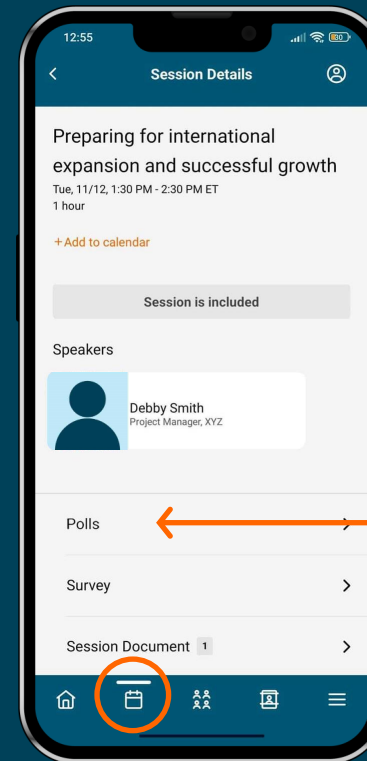 12:55
80
Session Details
Preparing for international
expansion and successful growth
Tue, 11/12, 1:30 PM - 2:30 PM ET
1 hour
+Add to calendar
Session is included
Speakers
Debby Smith
Project Manager, XYZ
Polls
Survey
Session Document 1